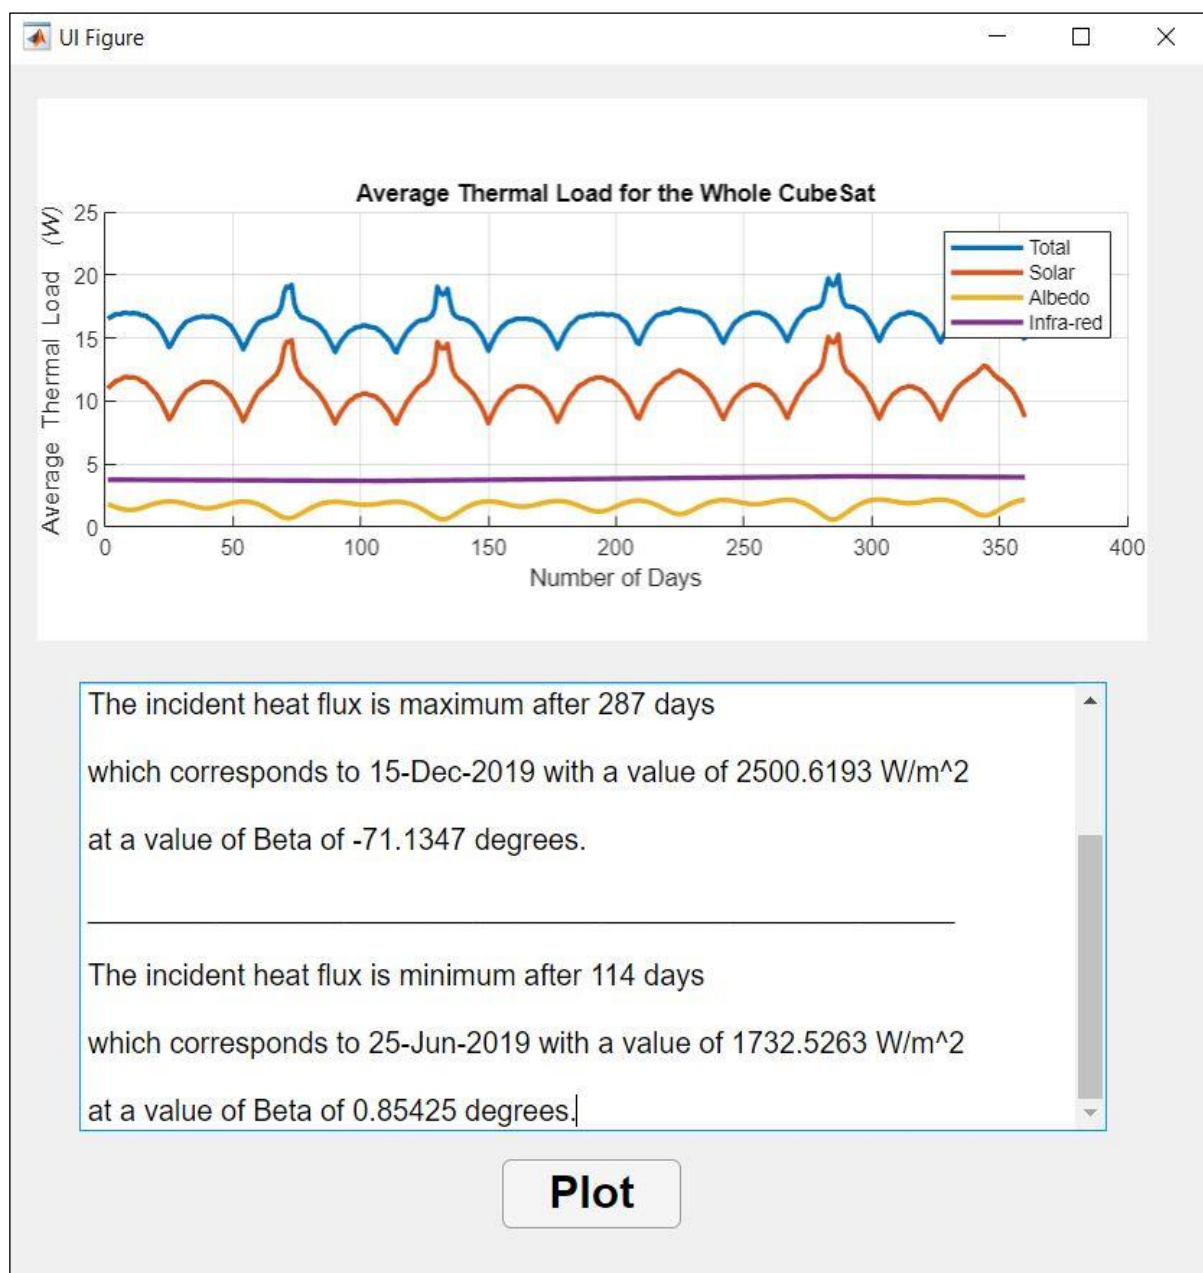 UI Figure
Average Thermal Load for the Whole CubeSat
Average Thermal Load (W)
25
20
15
10
5
0
0 50 100 150 200 250 300 350 400
Number of Days
Total
Solar
Albedo
Infra-red
The incident heat flux is maximum after 287 days
which corresponds to 15-Dec-2019 with a value of 2500.6193 W/m^2
at a value of Beta of -71.1347 degrees.
The incident heat flux is minimum after 114 days
which corresponds to 25-Jun-2019 with a value of 1732.5263 W/m^2
at a value of Beta of 0.85425 degrees.
Plot